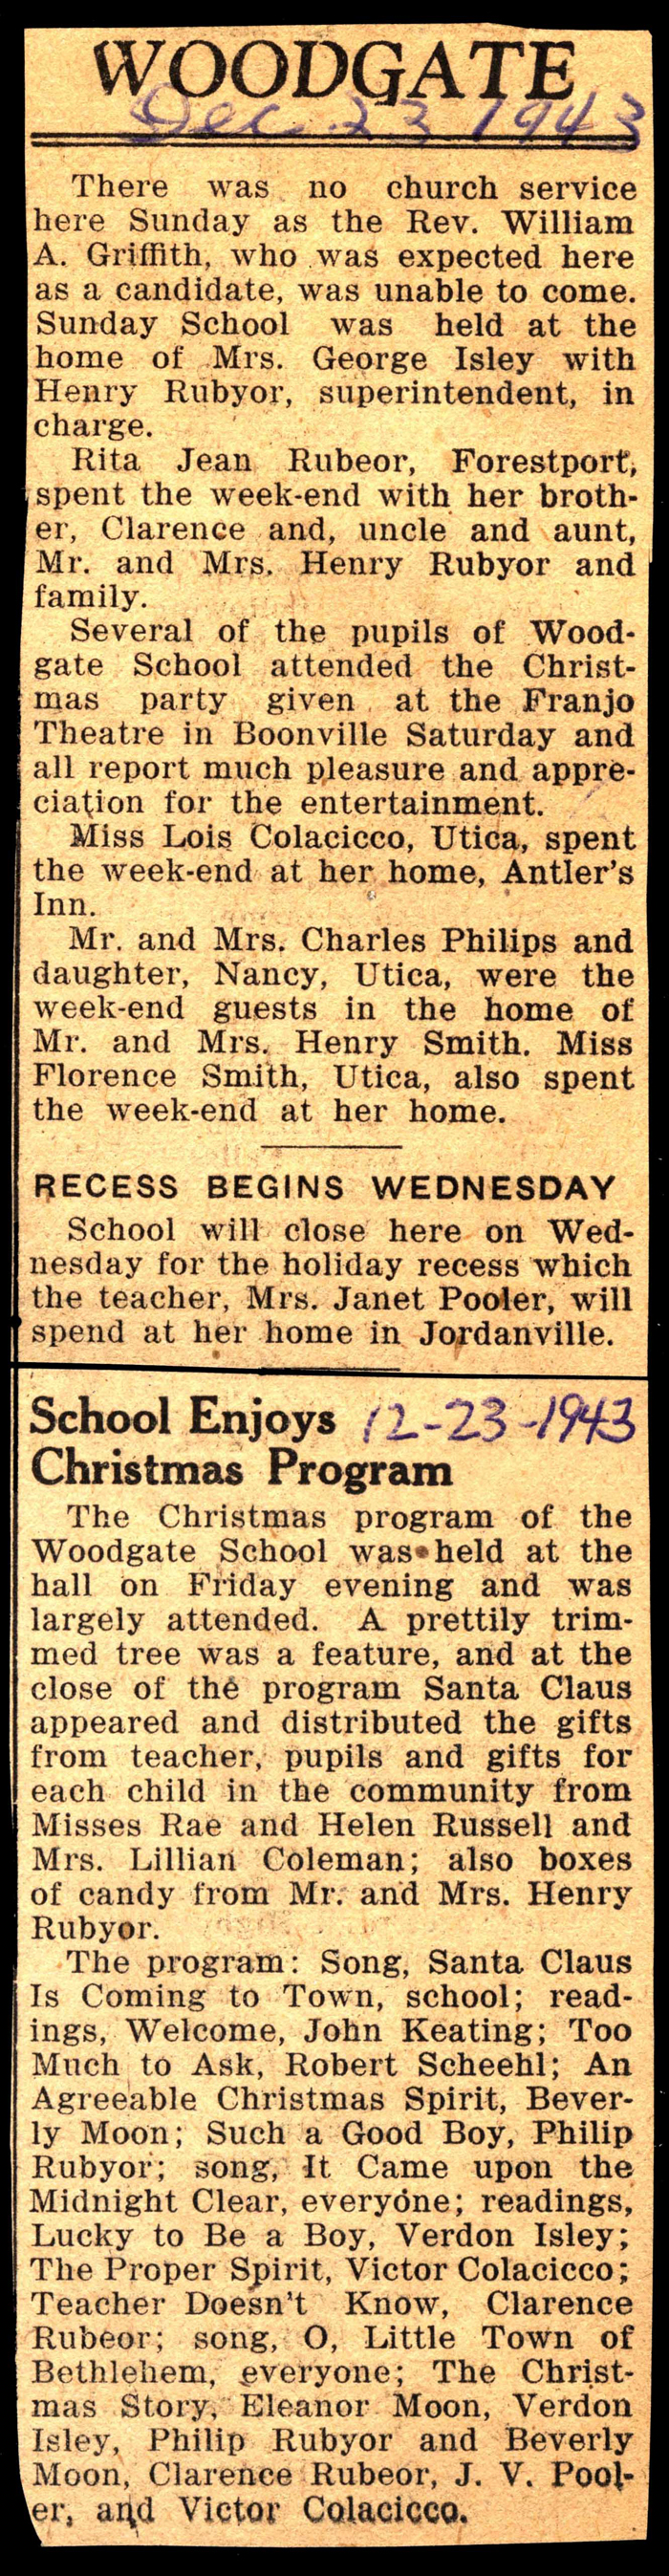 WOODGATE
Dec. 23 1943
There was no church service
here Sunday as the Rev. William
A. Griffith, who was expected here
as a candidate, was unable to come.
Sunday School was held at the
home of Mrs. George Isley with
Henry Rubyor, superintendent, in
charge.
Rita Jean Rubeor, Forestport,
spent the week-end with her broth-
er, Clarence and, uncle and aunt,
Mr. and Mrs. Henry Rubyor and
family.
Several of the pupils of Wood-
gate School attended the Christ-
mas party given at the Franjo
Theatre in Boonville Saturday and
all report much pleasure and appre-
ciation for the entertainment.
Miss Lois Colacicco, Utica, spent
the week-end at her home, Antler's
Inn.
Mr. and Mrs. Charles Philips and
daughter, Nancy, Utica, were the
week-end guests in the home of
Mr. and Mrs. Henry Smith. Miss
Florence Smith, Utica, also spent
the week-end at her home.
RECESS BEGINS WEDNESDAY
School will close here on Wed-
nesday for the holiday recess which
the teacher, Mrs. Janet Pooler, will
spend at her home in Jordanville.
School Enjoys 12-23-1943
Christmas Program
The Christmas program of the
Woodgate School was held at the
hall on Friday evening and was
largely attended. A prettily trim-
med tree was a feature, and at the
close of the program Santa Claus
appeared and distributed the gifts
from teacher, pupils and gifts for
each child in the community from
Misses Rae and Helen Russell and
Mrs. Lillian Coleman; also boxes
of candy from Mr. and Mrs. Henry
Rubyor.
The program: Song, Santa Claus
Is Coming to Town, school; read-
ings, Welcome, John Keating; Too
Much to Ask, Robert Scheehl; An
Agreeable Christmas Spirit, Bever-
ly Moon; Such a Good Boy, Philip
Rubyor; song, It Came upon the
Midnight Clear, everyone; readings,
Lucky to Be a Boy, Verdon Isley;
The Proper Spirit, Victor Colacicco;
Teacher Doesn't Know, Clarence
Rubeor; song, O, Little Town of
Bethlehem, everyone; The Christ-
mas Story, Eleanor Moon, Verdon
Isley, Philip Rubyor and Beverly
Moon, Clarence Rubeor, J. V. Pool-
er, and Victor Colacicco.